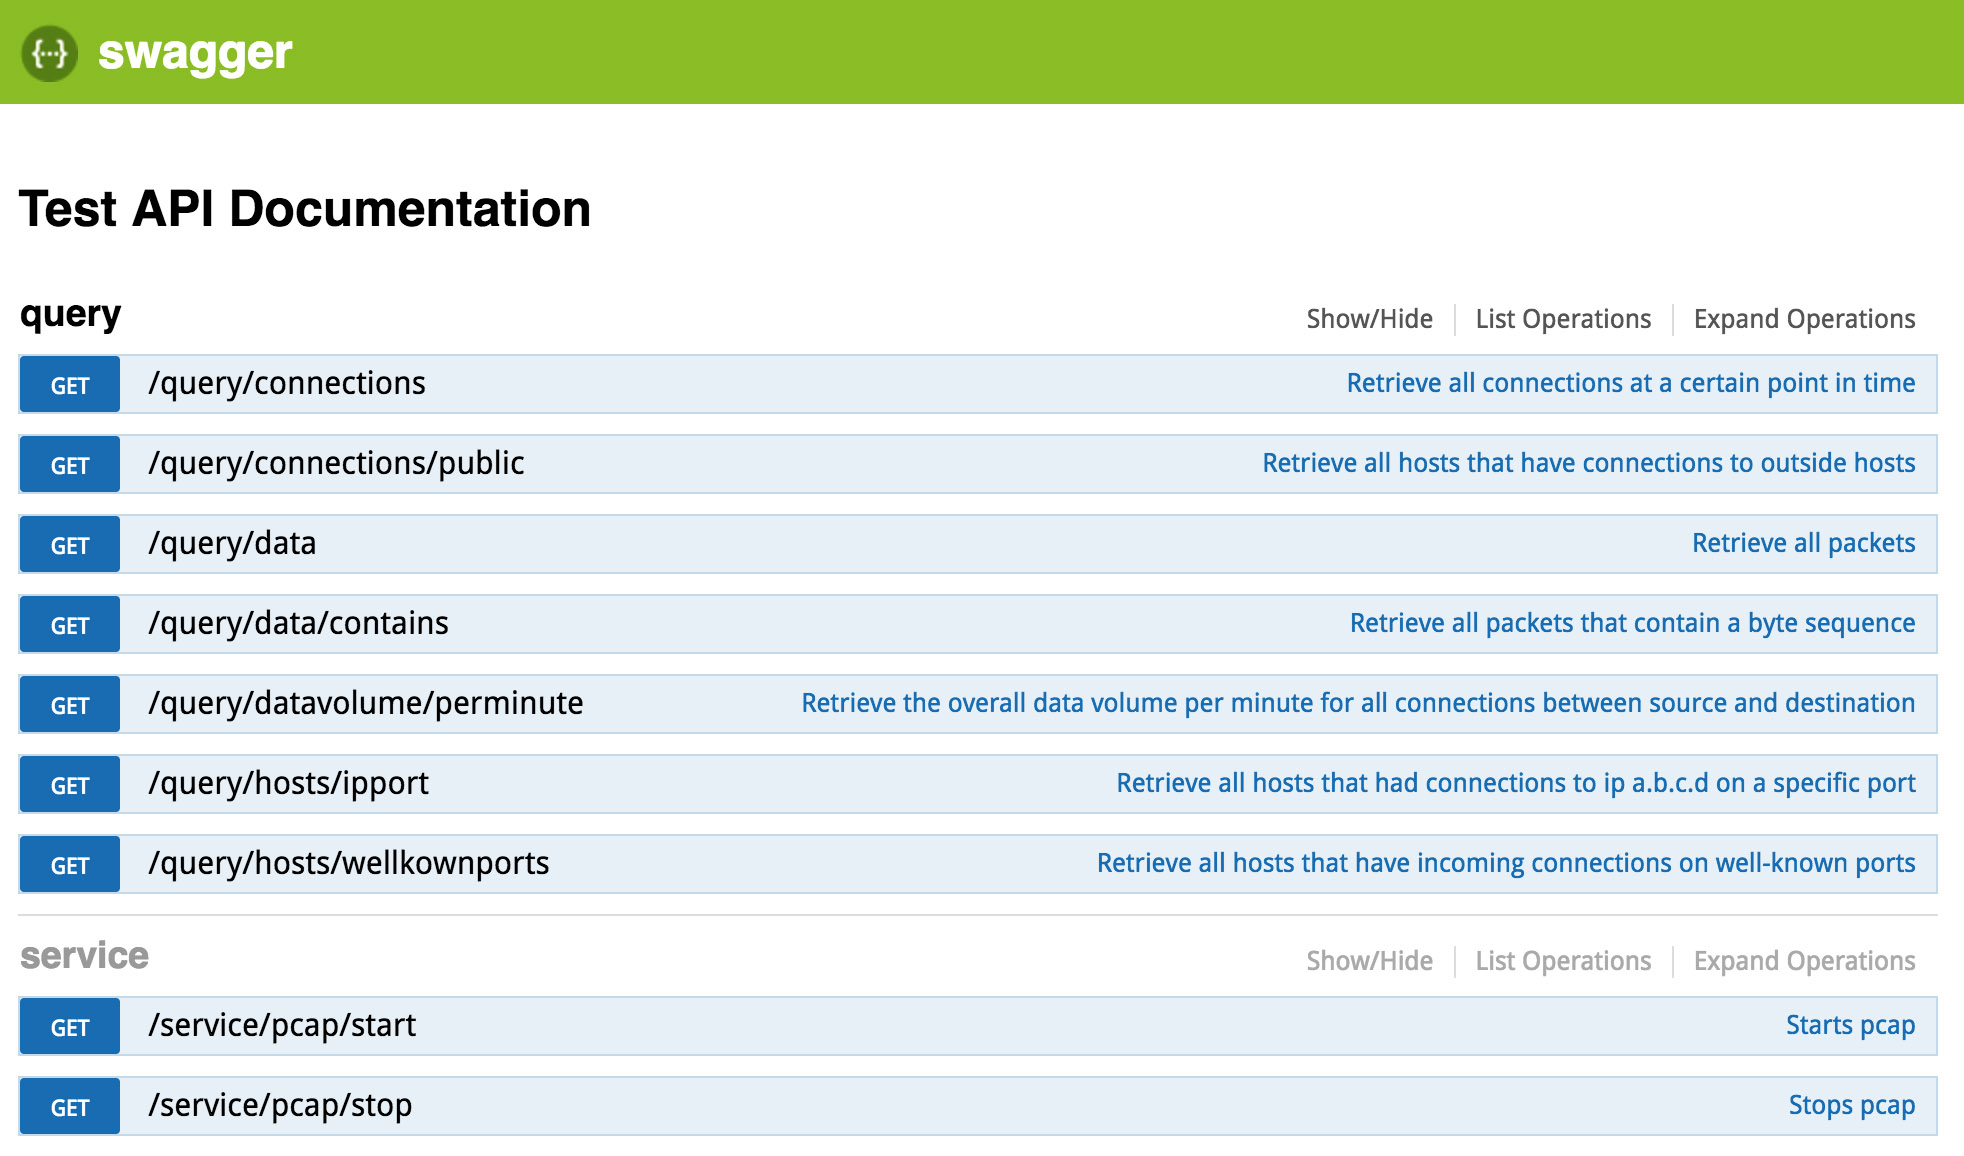 {···} swagger
Test API Documentation
query Show/Hide List Operations Expand Operations
GET /query/connections Retrieve all connections at a certain point in time
GET /query/connections/public Retrieve all hosts that have connections to outside hosts
GET /query/data Retrieve all packets
GET /query/data/contains Retrieve all packets that contain a byte sequence
GET /query/datavolume/perminute Retrieve the overall data volume per minute for all connections between source and destination
GET /query/hosts/ipport Retrieve all hosts that had connections to ip a.b.c.d on a specific port
GET /query/hosts/wellkownports Retrieve all hosts that have incoming connections on well-known ports
service Show/Hide List Operations Expand Operations
GET /service/pcap/start Starts pcap
GET /service/pcap/stop Stops pcap